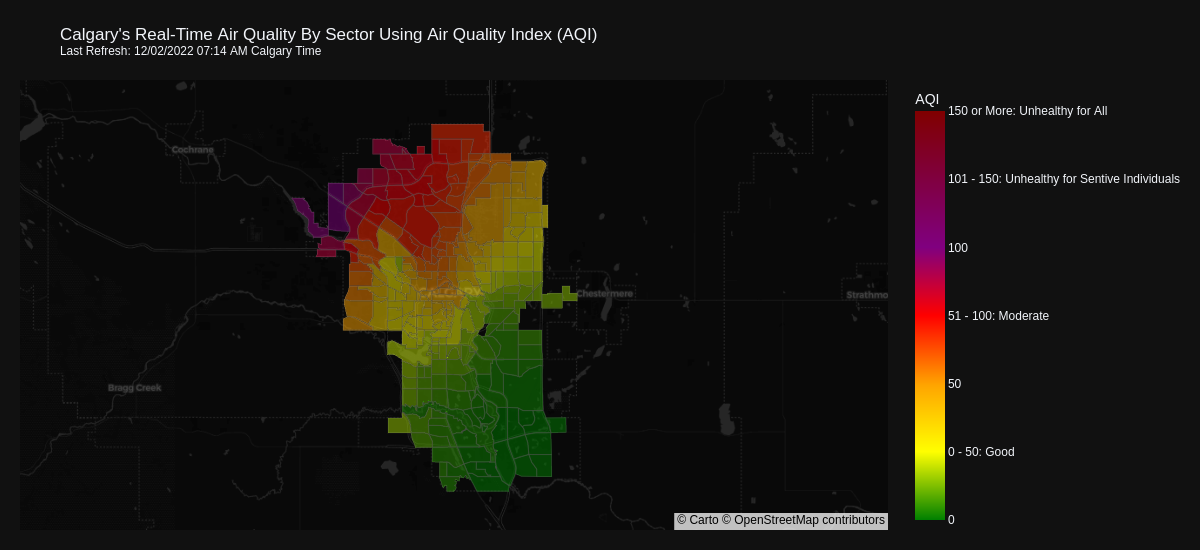 Calgary's Real-Time Air Quality By Sector Using Air Quality Index (AQI)
Last Refresh: 12/02/2022 07:14 AM Calgary Time
AQI
150 or More: Unhealthy for All
Cochrane
101 - 150: Unhealthy for Sentive Individuals
100
CALGARY
Chestermere
Strathmo
51 - 100: Moderate
50
Bragg Creek
0 - 50: Good
0
© Carto © OpenStreetMap contributors